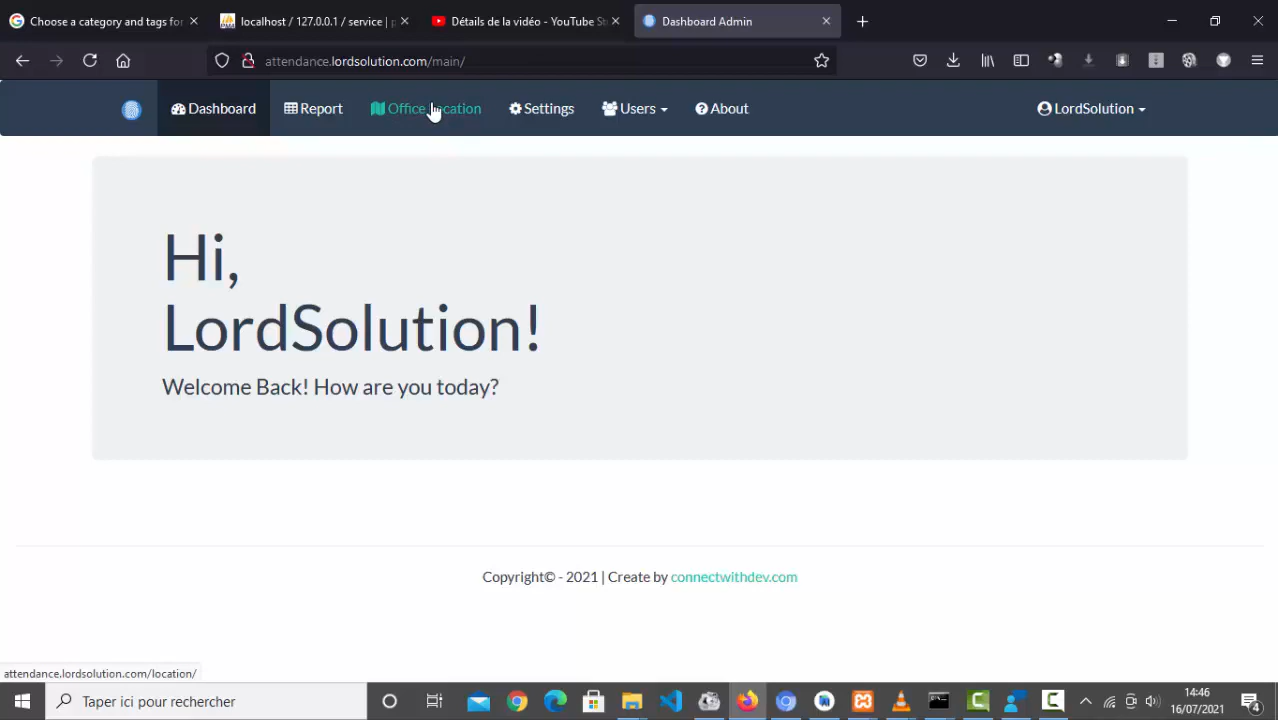 Choose a category and tags for
localhost / 127.0.0.1 / service | p
Détails de la vidéo - YouTube St
Dashboard Admin
attendance.lordsolution.com/main/
Dashboard
Report
Office Location
Settings
Users
About
LordSolution
Hi,
LordSolution!
Welcome Back! How are you today?
Copyright© - 2021 | Create by connectwithdev.com
attendance.lordsolution.com/location/
Taper ici pour rechercher
14:46
16/07/2021
4